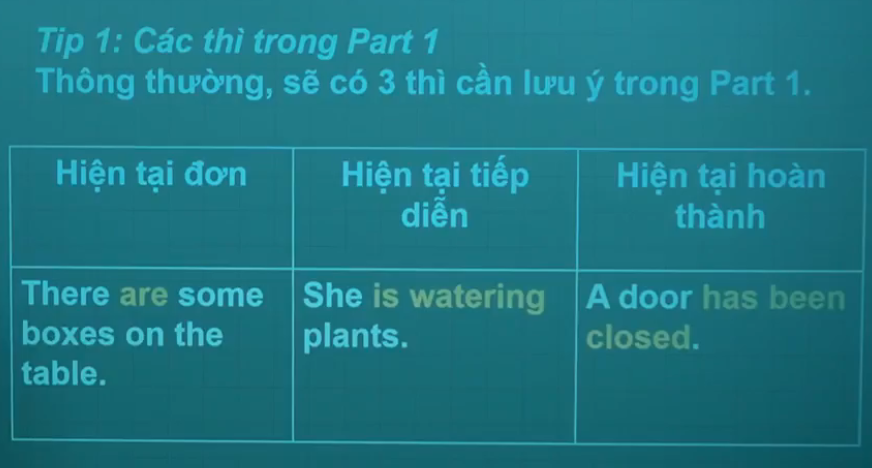 Tip 1: Các thì trong Part 1
Thông thường, sẽ có 3 thì cần lưu ý trong Part 1.
Hiện tại đơn
Hiện tại tiếp
diễn
Hiện tại hoàn
thành
There are some
boxes on the
table.
She is watering
plants.
A door has been
closed.